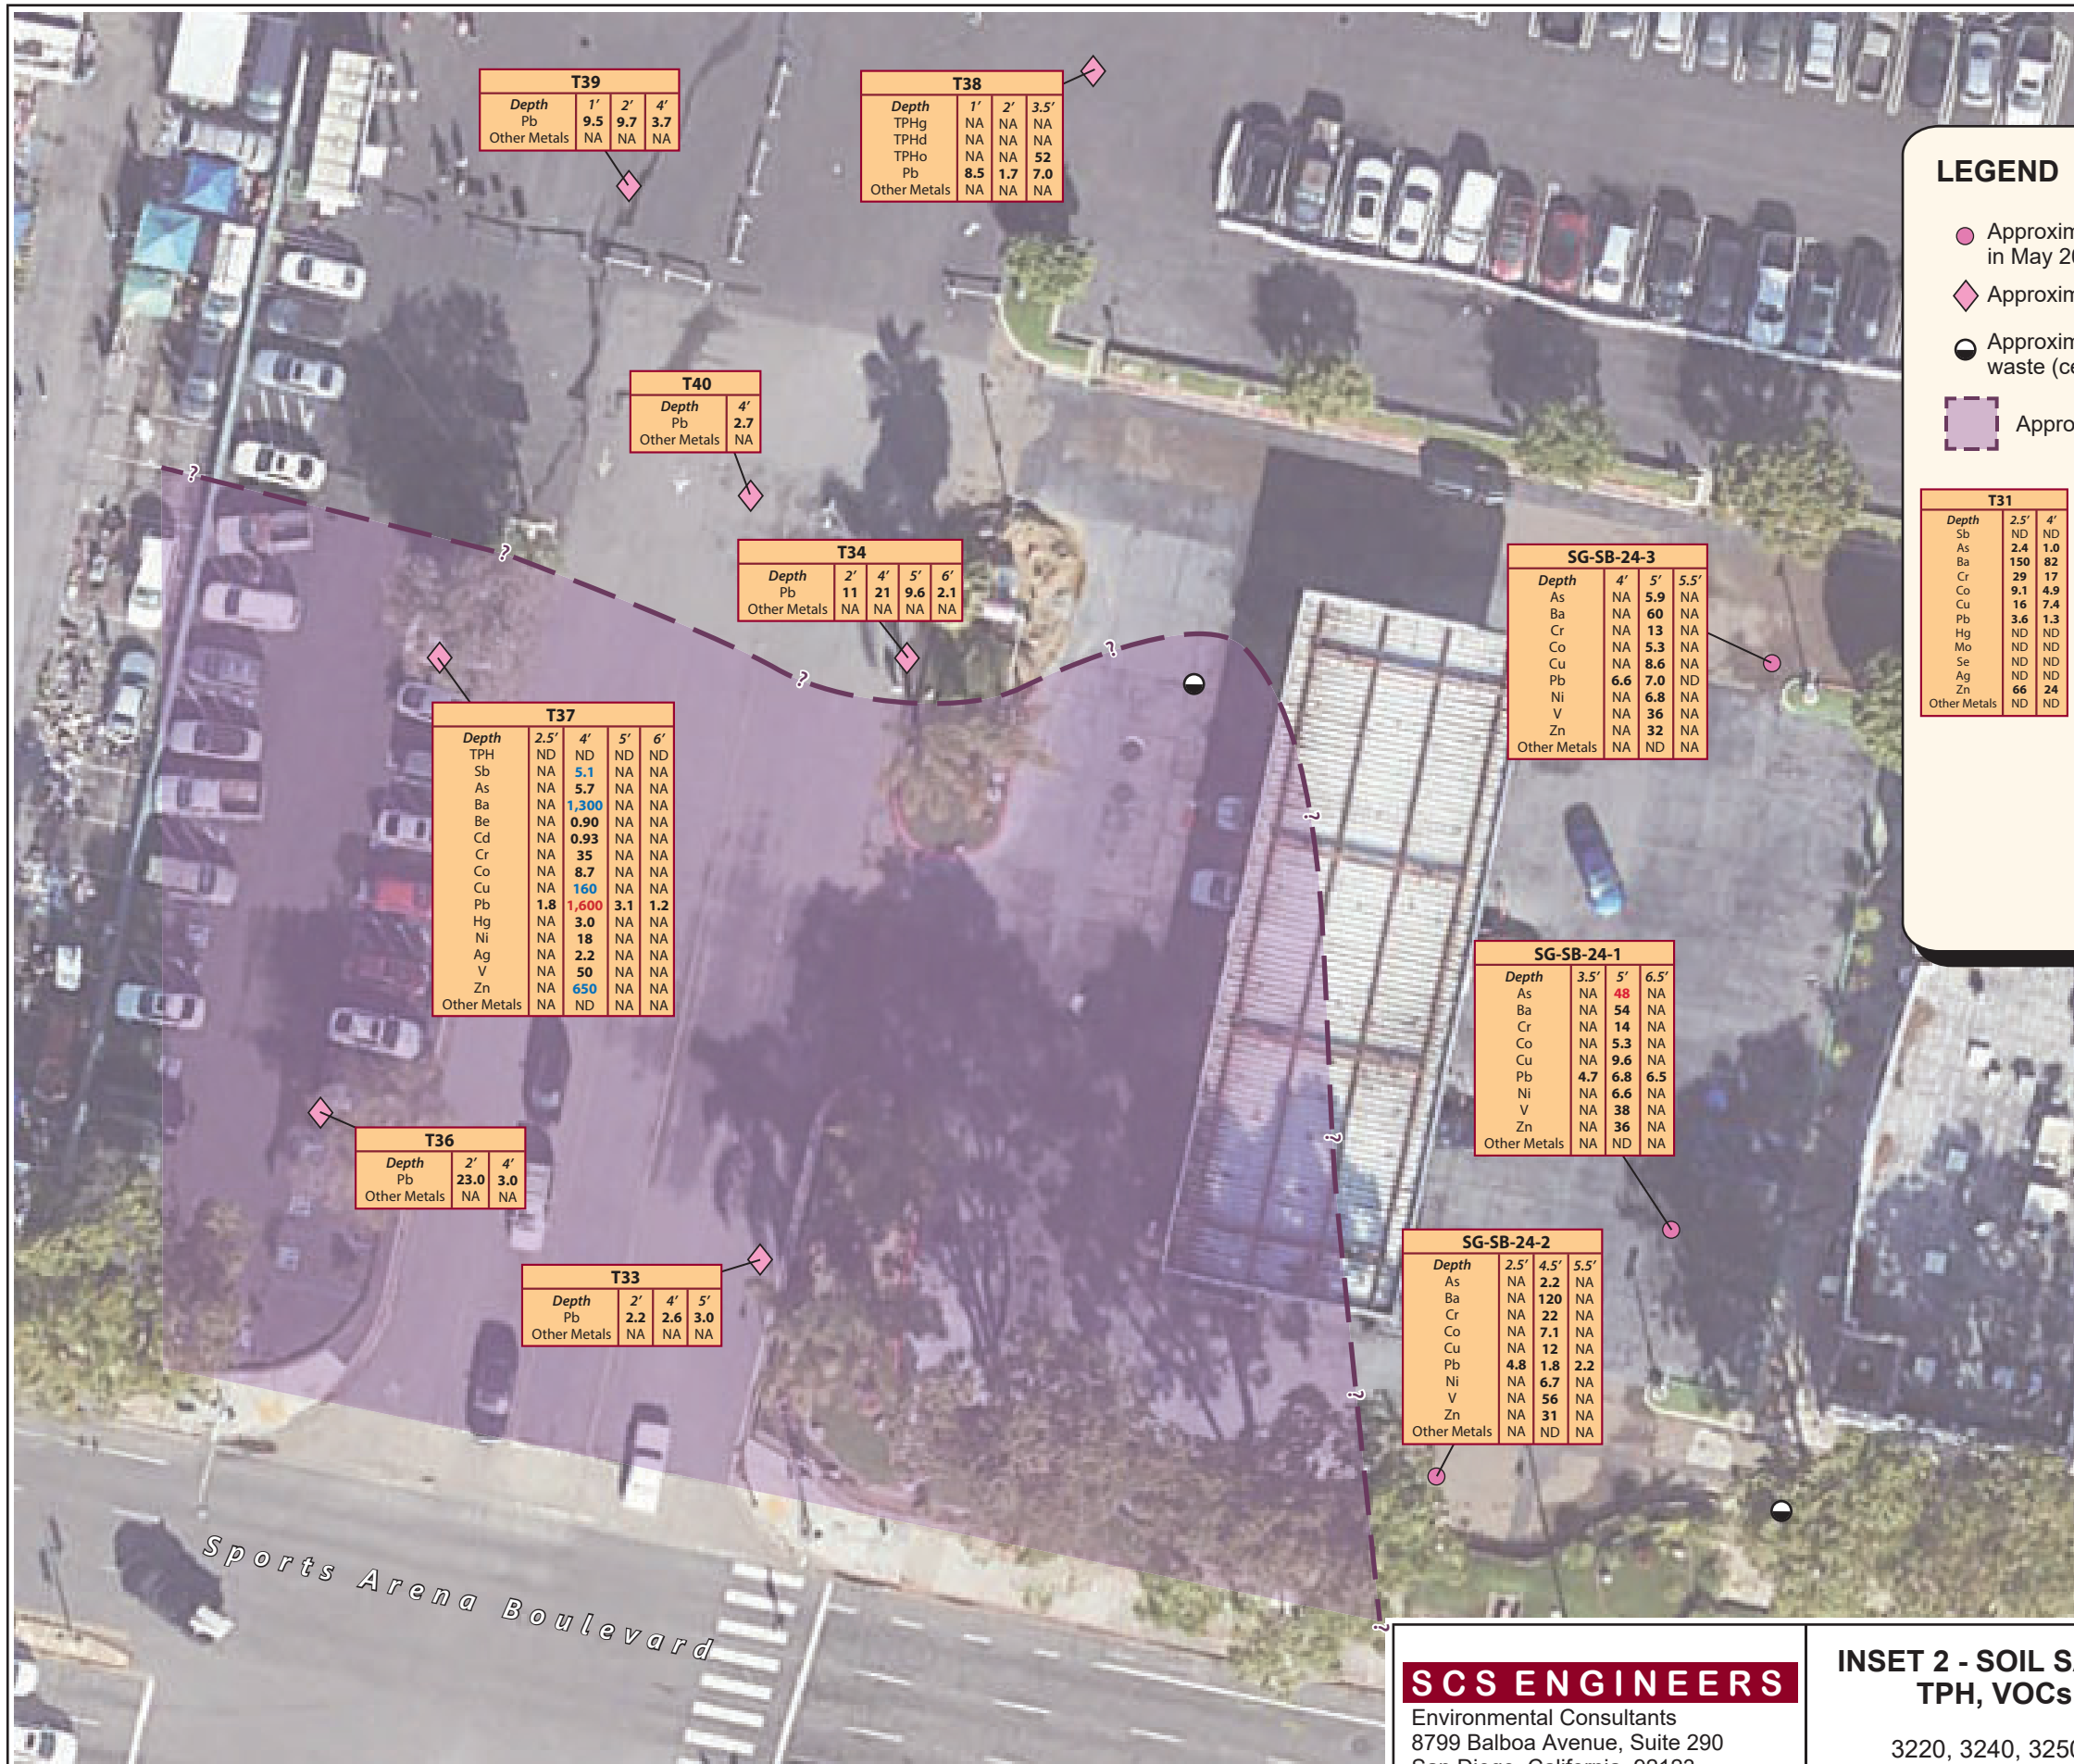 T39
Depth 1' 2' 4'
Pb 9.5 9.7 3.7
Other Metals NA NA NA
T38
Depth 1' 2' 3.5'
TPHg NA NA NA
TPHd NA NA NA
TPHo NA NA 52
Pb 8.5 1.7 7.0
Other Metals NA NA NA
LEGEND
Approxim
in May 20
Approxim
Approxim
waste (ce
Appro
T31
Depth 2.5' 4'
Sb ND ND
As 2.4 1.0
Ba 150 82
Cr 29 17
Co 9.1 4.9
Cu 16 7.4
Pb 3.6 1.3
Hg ND ND
Mo ND ND
Se ND ND
Ag ND ND
Zn 66 24
Other Metals ND ND
T40
Depth 4'
Pb 2.7
Other Metals NA
T34
Depth 2' 4' 5' 6'
Pb 11 21 9.6 2.1
Other Metals NA NA NA NA
SG-SB-24-3
Depth 4' 5' 5.5'
As NA 5.9 NA
Ba NA 60 NA
Cr NA 13 NA
Co NA 5.3 NA
Cu NA 8.6 NA
Pb 6.6 7.0 ND
Ni NA 6.8 NA
V NA 36 NA
Zn NA 32 NA
Other Metals NA ND NA
T37
Depth 2.5' 4' 5' 6'
TPH ND ND ND ND
Sb NA 5.1 NA NA
As NA 5.7 NA NA
Ba NA 1,300 NA NA
Be NA 0.90 NA NA
Cd NA 0.93 NA NA
Cr NA 35 NA NA
Co NA 8.7 NA NA
Cu NA 160 NA NA
Pb 1.8 1,600 3.1 1.2
Hg NA 3.0 NA NA
Ni NA 18 NA NA
Ag NA 2.2 NA NA
V NA 50 NA NA
Zn NA 650 NA NA
Other Metals NA ND NA NA
SG-SB-24-1
Depth 3.5' 5' 6.5'
As NA 48 NA
Ba NA 54 NA
Cr NA 14 NA
Co NA 5.3 NA
Cu NA 9.6 NA
Pb 4.7 6.8 6.5
Ni NA 6.6 NA
V NA 38 NA
Zn NA 36 NA
Other Metals NA ND NA
T36
Depth 2' 4'
Pb 23.0 3.0
Other Metals NA NA
T33
Depth 2' 4' 5'
Pb 2.2 2.6 3.0
Other Metals NA NA NA
SG-SB-24-2
Depth 2.5' 4.5' 5.5'
As NA 2.2 NA
Ba NA 120 NA
Cr NA 22 NA
Co NA 7.1 NA
Cu NA 12 NA
Pb 4.8 1.8 2.2
Ni NA 6.7 NA
V NA 56 NA
Zn NA 31 NA
Other Metals NA ND NA
? ? ? ? ? ? ? ?
Sports Arena Boulevard
SCS ENGINEERS
Environmental Consultants
8799 Balboa Avenue, Suite 290
San Diego, California 92123
INSET 2 - SOIL SA
TPH, VOCs
3220, 3240, 3250